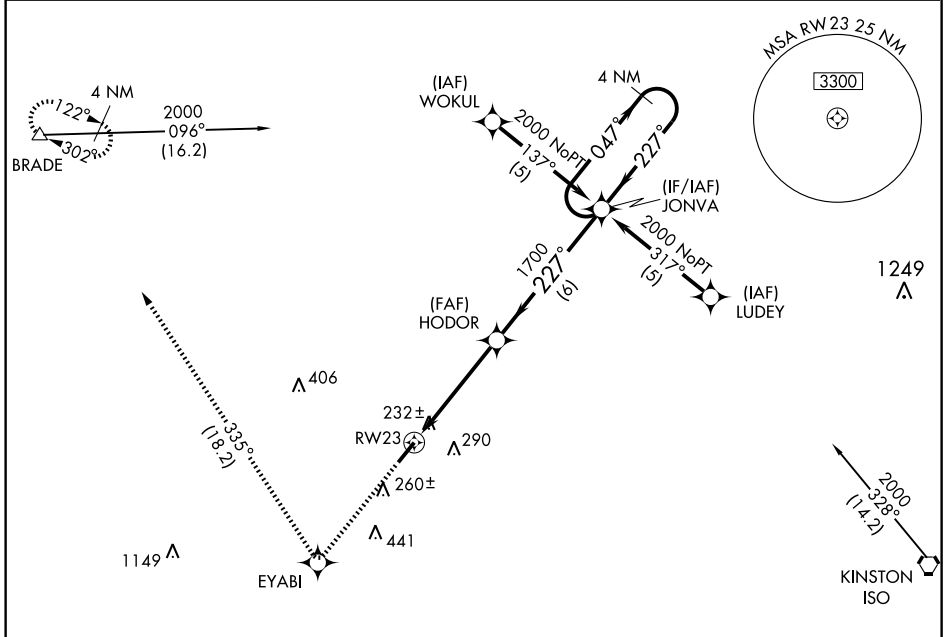 MSA RW 23 25 NM
3300
4 NM
122°
302°
BRADE
2000
096°
(16.2)
(IAF)
WOKUL
4 NM
2000 NoPT
137°
(5)
047°
227°
(IF/IAF)
JONVA
2000 NoPT
317°
(5)
(IAF)
LUDEY
1249
1700
227°
(6)
(FAF)
HODOR
406
232±
RW23
290
260±
441
335°
(18.2)
1149
EYABI
2000
328°
(14.2)
KINSTON
ISO